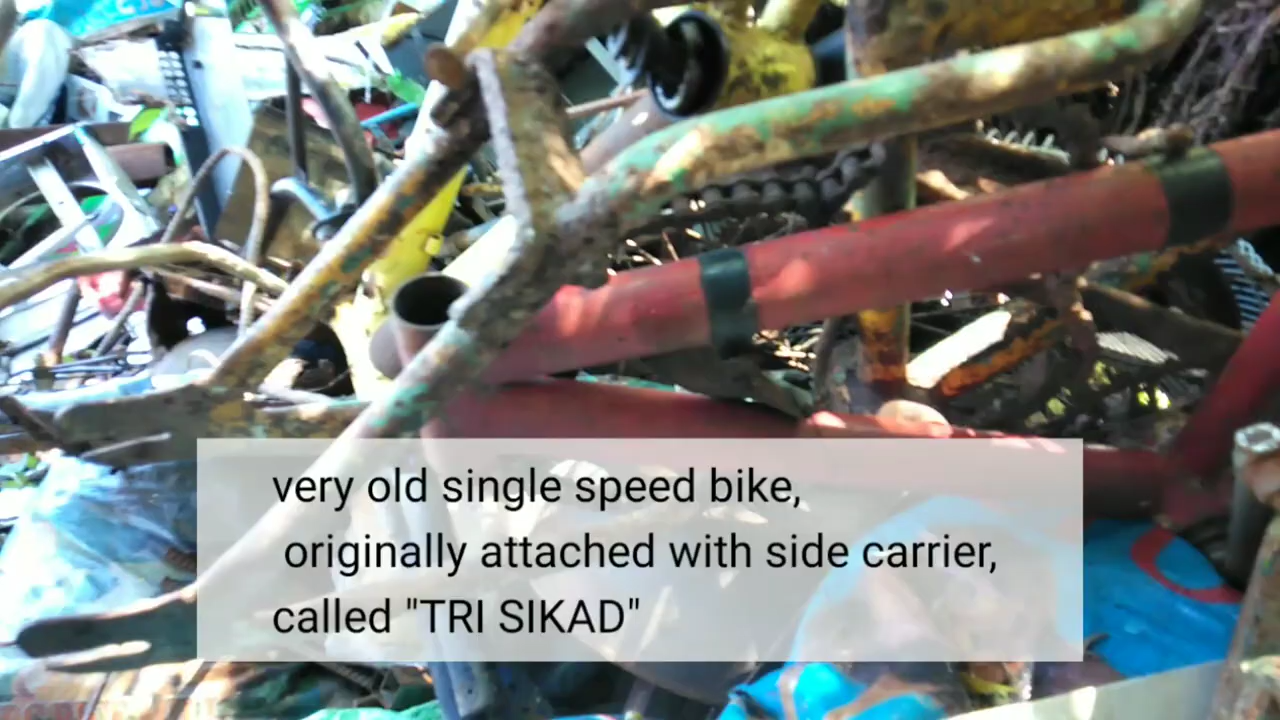 very old single speed bike,
originally attached with side carrier,
called "TRI SIKAD"